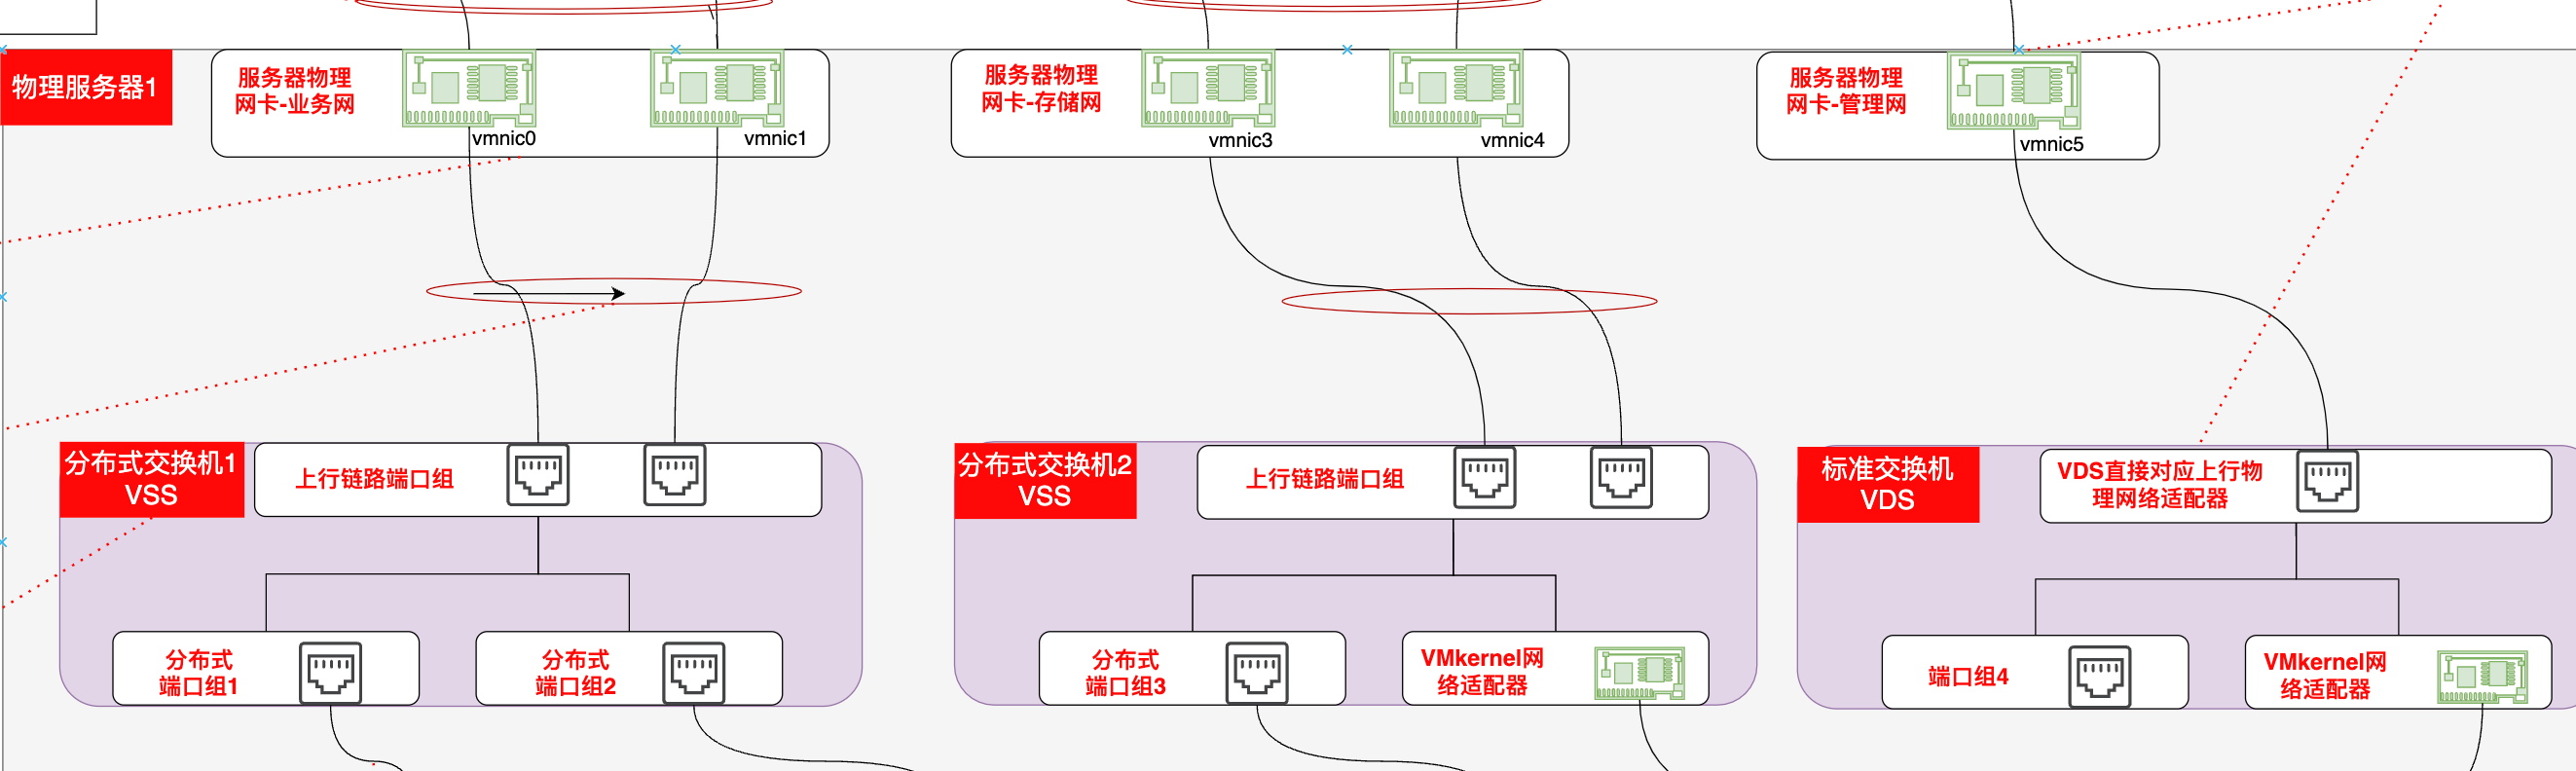 物理服务器1
服务器物理
网卡-业务网
vmnic0
vmnic1
服务器物理
网卡-存储网
vmnic3
vmnic4
服务器物理
网卡-管理网
vmnic5
分布式交换机1
VSS
上行链路端口组
分布式
端口组1
分布式
端口组2
分布式交换机2
VSS
上行链路端口组
分布式
端口组3
VMkernel网
络适配器
标准交换机
VDS
VDS直接对应上行物
理网络适配器
端口组4
VMkernel网
络适配器